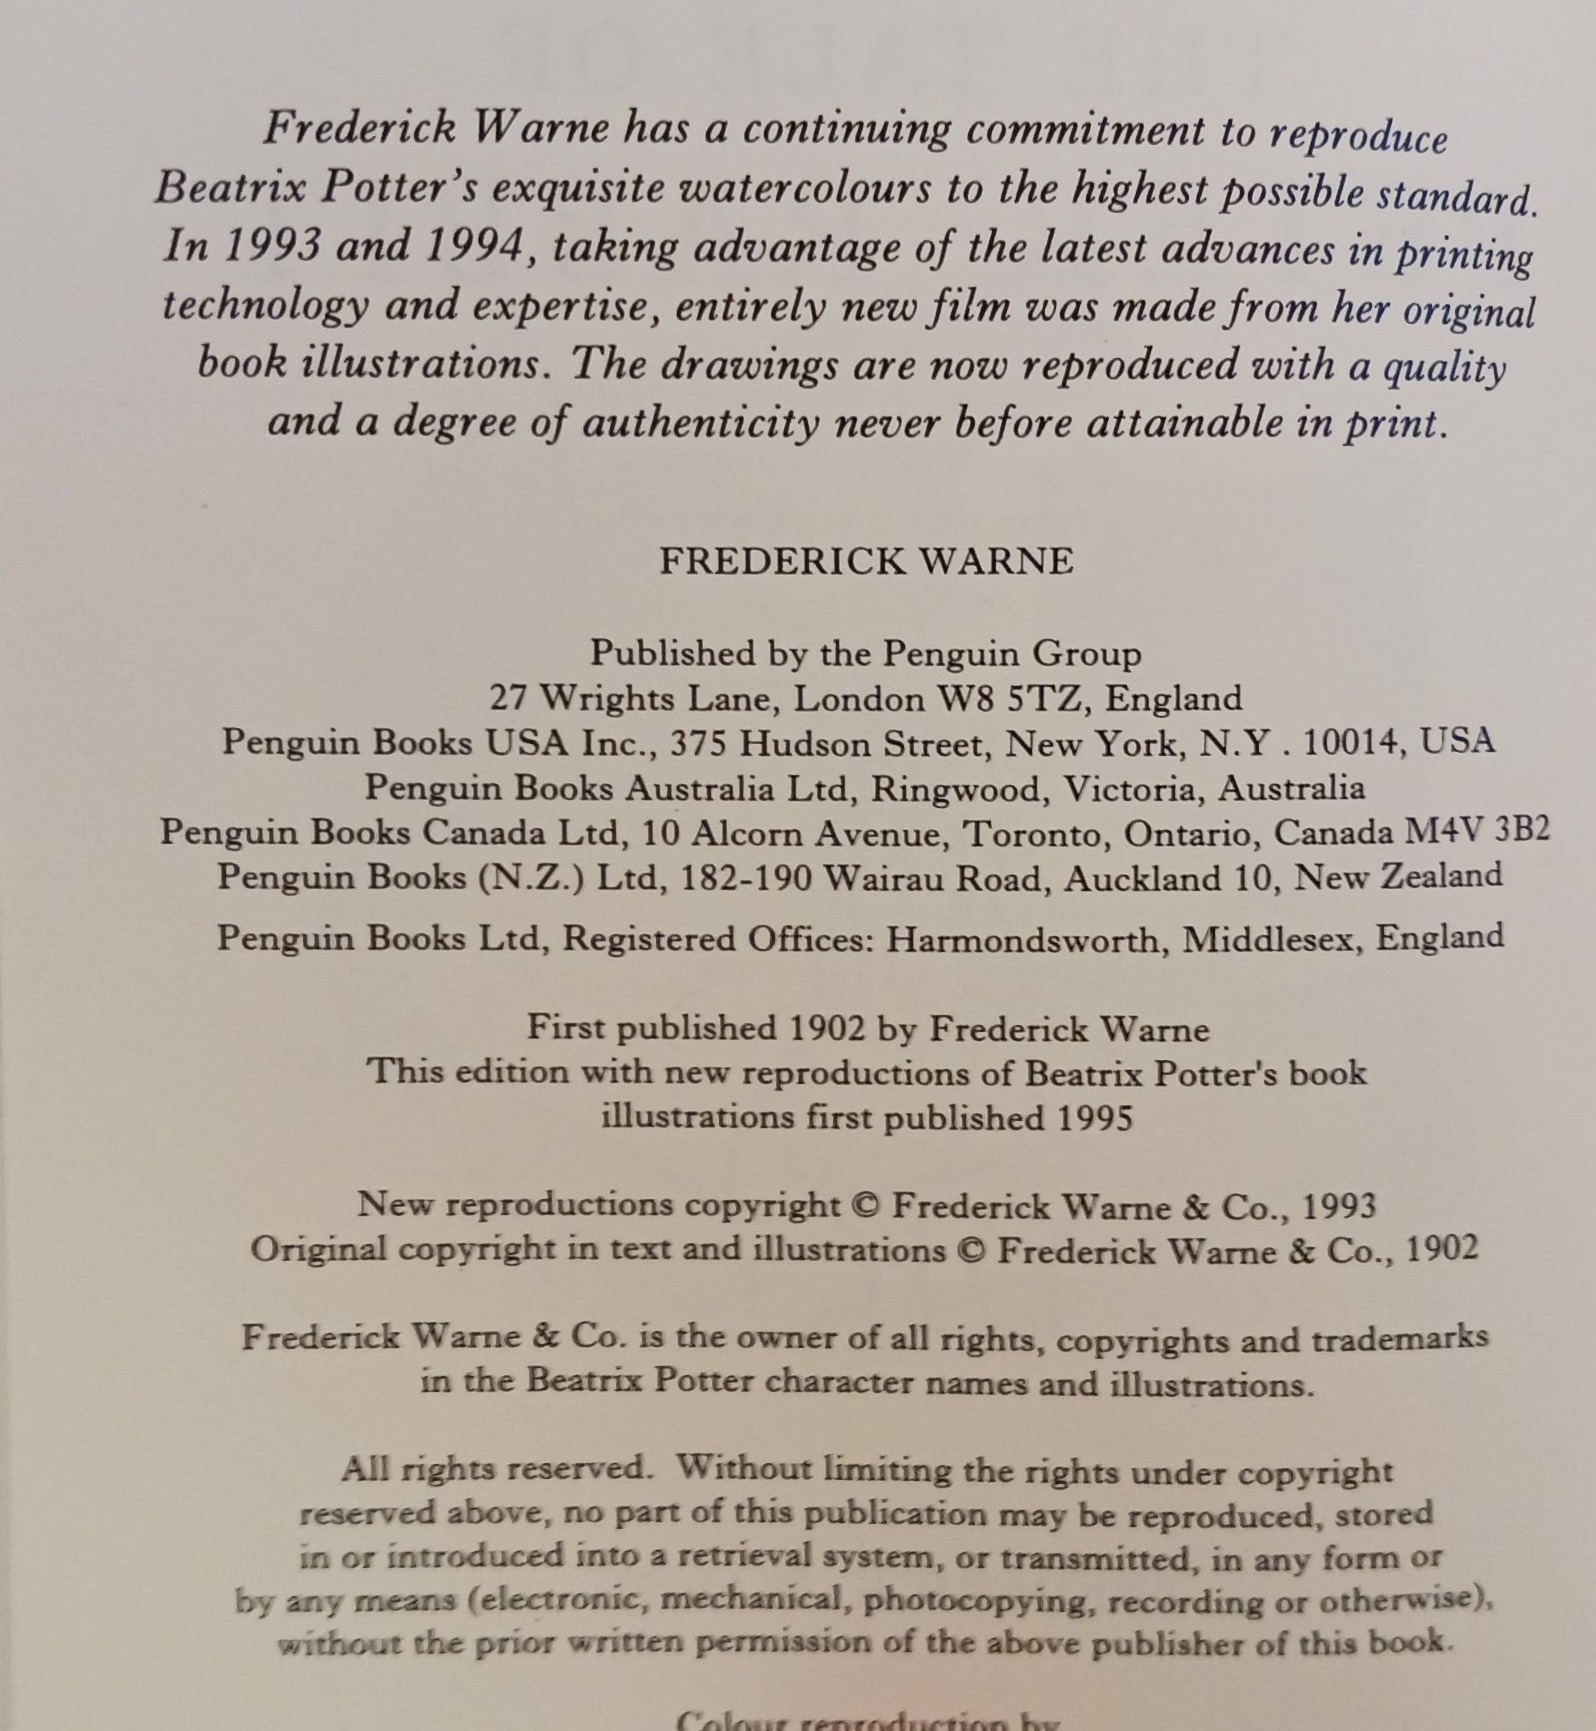 Frederick Warne has a continuing commitment to reproduce
Beatrix Potter's exquisite watercolours to the highest possible standard.
In 1993 and 1994, taking advantage of the latest advances in printing
technology and expertise, entirely new film was made from her original
book illustrations. The drawings are now reproduced with a quality
and a degree of authenticity never before attainable in print.
FREDERICK WARNE
Published by the Penguin Group
27 Wrights Lane, London W8 5TZ, England
Penguin Books USA Inc., 375 Hudson Street, New York, N.Y . 10014, USA
Penguin Books Australia Ltd, Ringwood, Victoria, Australia
Penguin Books Canada Ltd, 10 Alcorn Avenue, Toronto, Ontario, Canada M4V 3B2
Penguin Books (N.Z.) Ltd, 182-190 Wairau Road, Auckland 10, New Zealand
Penguin Books Ltd, Registered Offices: Harmondsworth, Middlesex, England
First published 1902 by Frederick Warne
This edition with new reproductions of Beatrix Potter's book
illustrations first published 1995
New reproductions copyright © Frederick Warne & Co., 1993
Original copyright in text and illustrations © Frederick Warne & Co., 1902
Frederick Warne & Co. is the owner of all rights, copyrights and trademarks
in the Beatrix Potter character names and illustrations.
All rights reserved. Without limiting the rights under copyright
reserved above, no part of this publication may be reproduced, stored
in or introduced into a retrieval system, or transmitted, in any form or
by any means (electronic, mechanical, photocopying, recording or otherwise),
without the prior written permission of the above publisher of this book.
Colour reproduction by